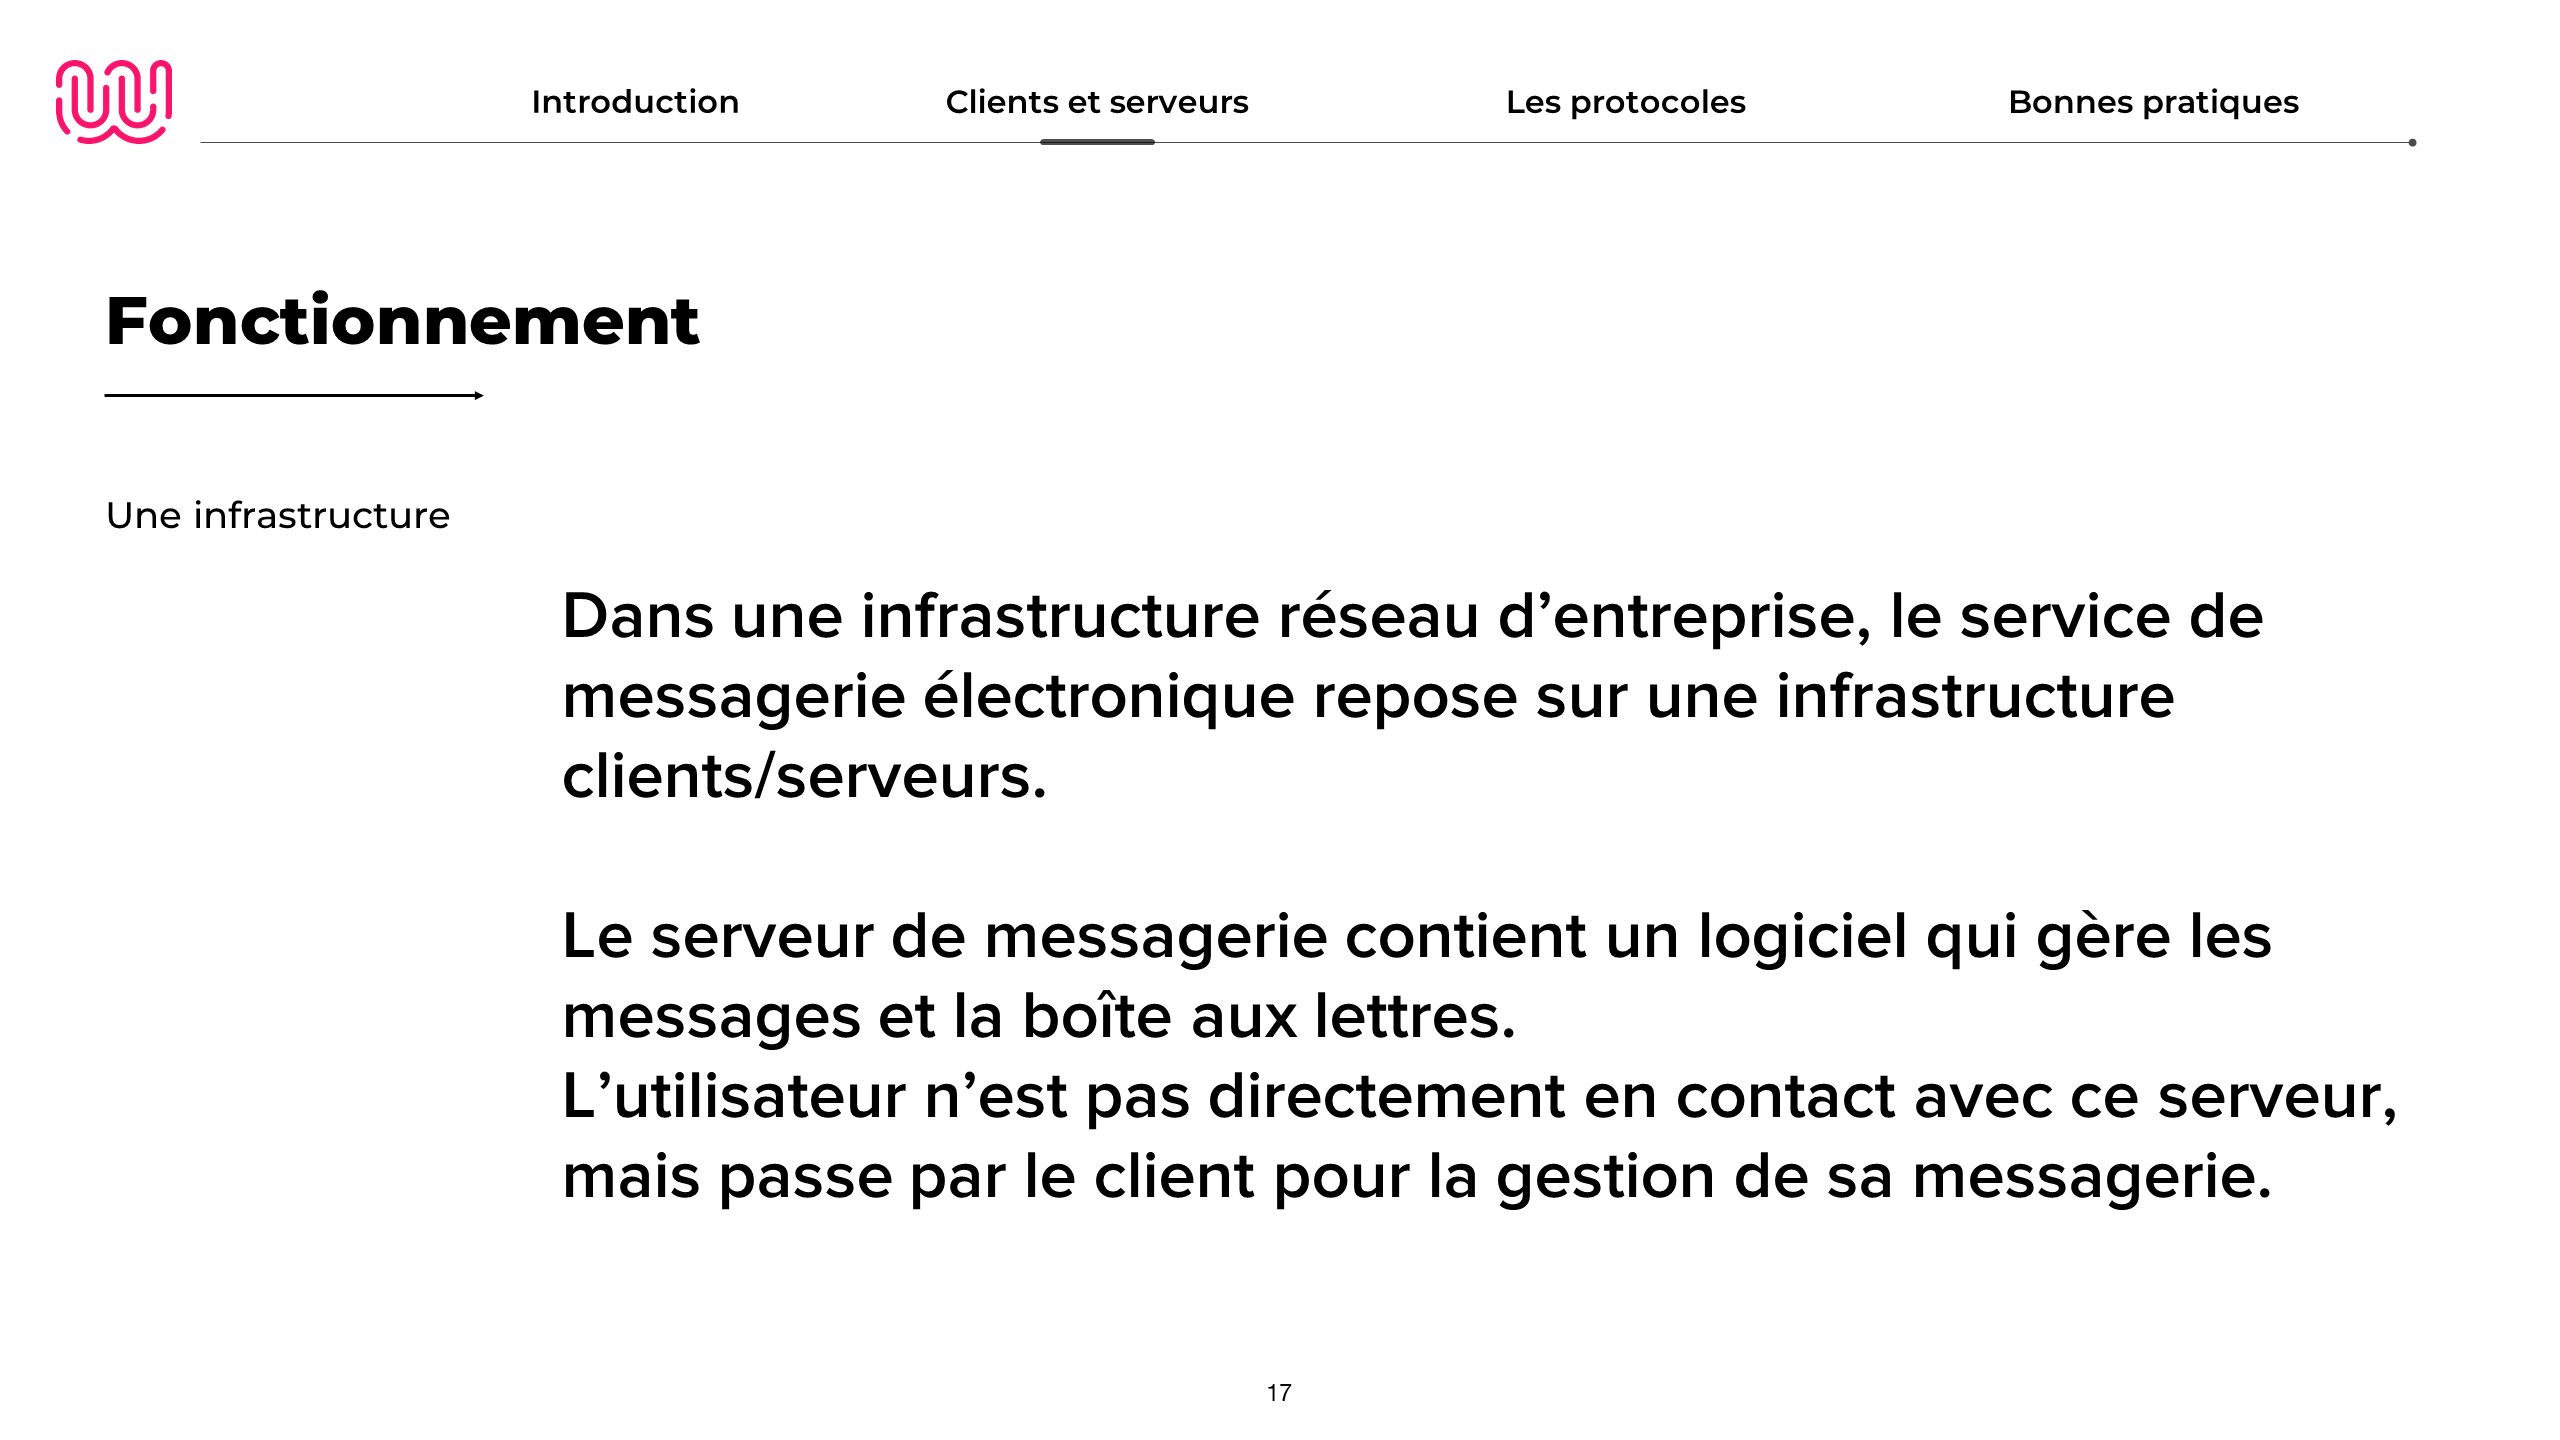 Introduction
Clients et serveurs
Les protocoles
Bonnes pratiques
Fonctionnement
Une infrastructure
Dans une infrastructure réseau d’entreprise, le service de
messagerie électronique repose sur une infrastructure
clients/serveurs.
Le serveur de messagerie contient un logiciel qui gère les
messages et la boîte aux lettres.
L’utilisateur n’est pas directement en contact avec ce serveur,
mais passe par le client pour la gestion de sa messagerie.
17